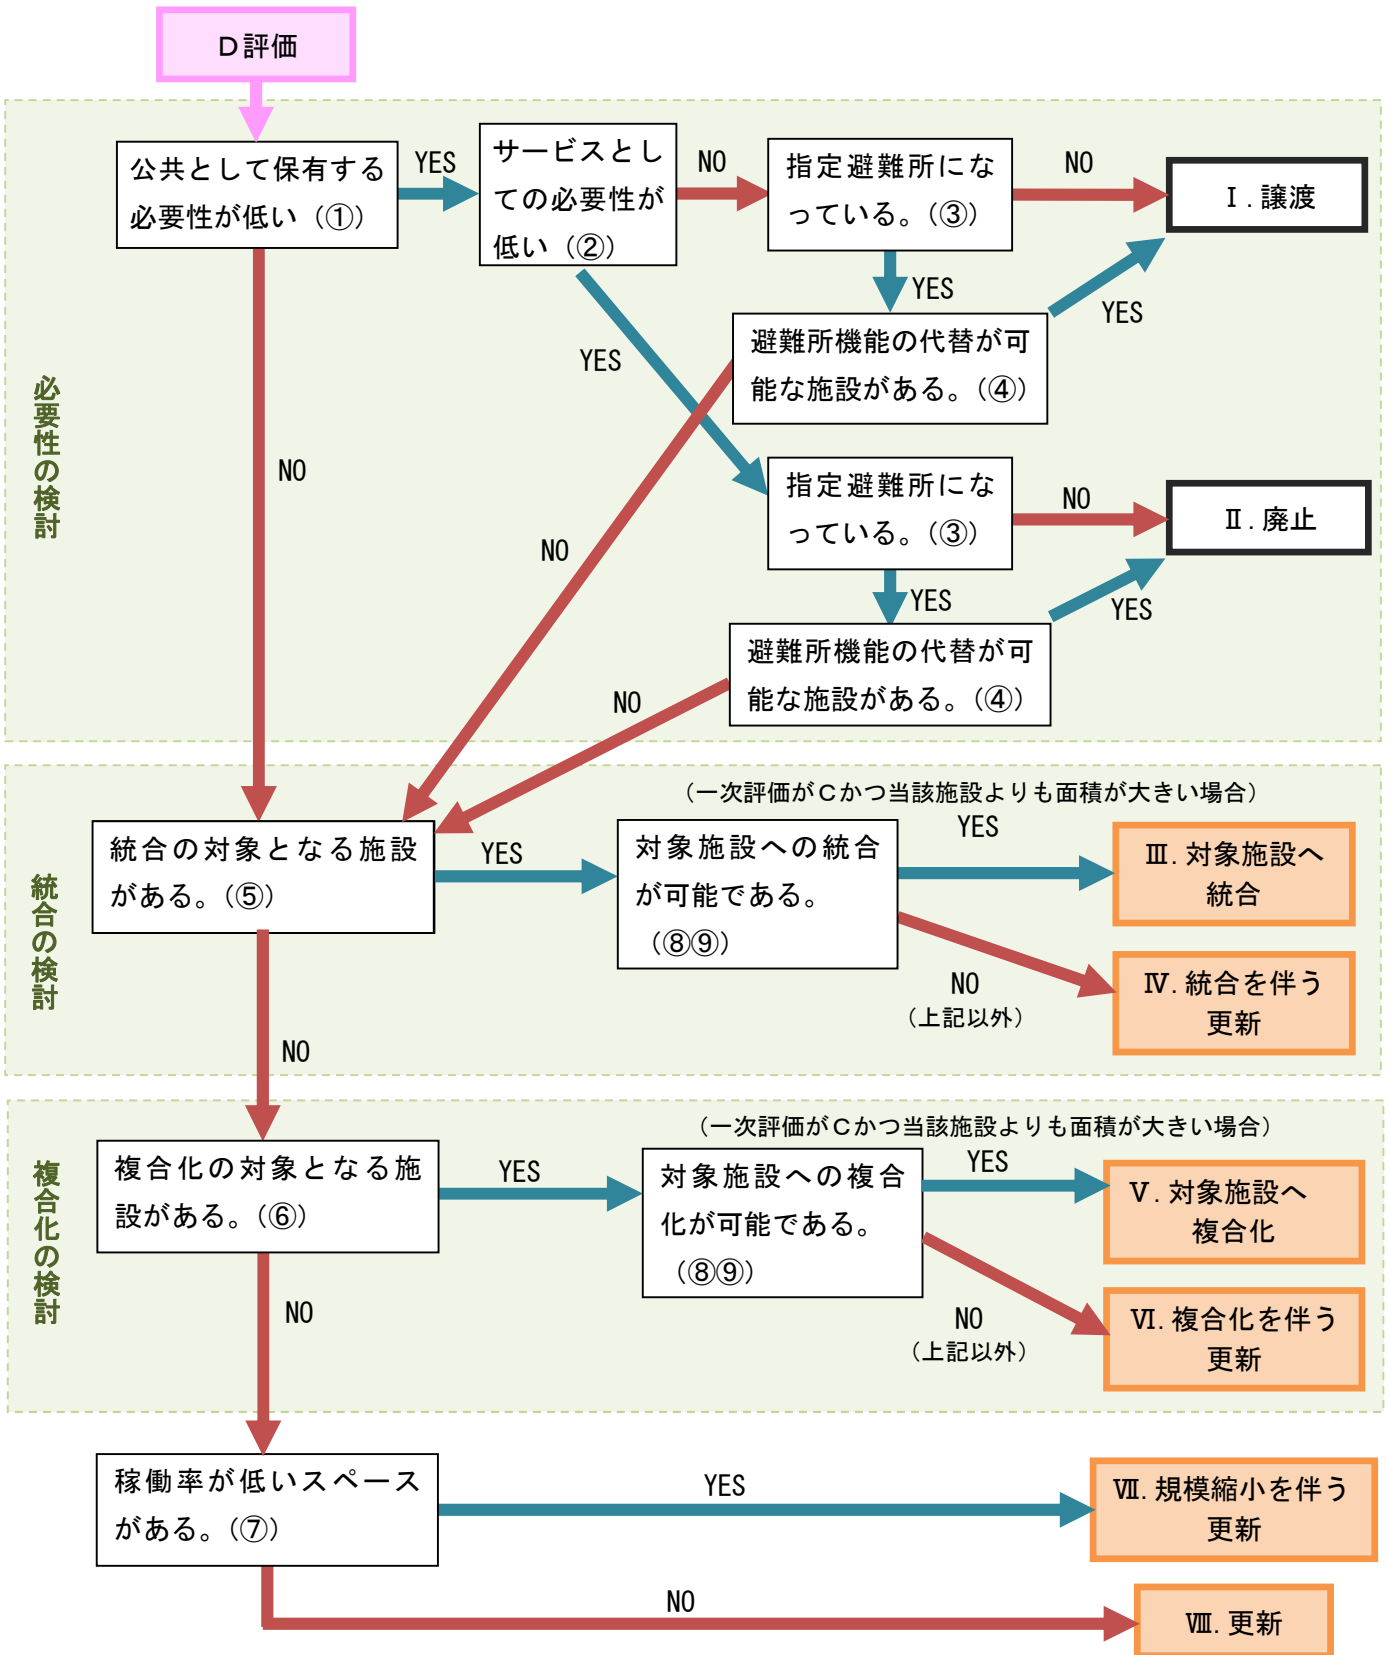 Ｄ評価
必要性の検討
公共として保有する
必要性が低い（①）
YES
サービスとし
ての必要性が
低い（②）
NO
指定避難所にな
っている。（③）
NO
Ⅰ.譲渡
YES
避難所機能の代替が可
能な施設がある。（④）
YES
YES
NO
NO
指定避難所にな
っている。（③）
NO
Ⅱ.廃止
YES
避難所機能の代替が可
能な施設がある。（④）
YES
NO
統合の検討
（一次評価がＣかつ当該施設よりも面積が大きい場合）
統合の対象となる施設
がある。（⑤）
YES
対象施設への統合
が可能である。
（⑧⑨）
YES
Ⅲ.対象施設へ
統合
NO
（上記以外）
Ⅳ.統合を伴う
更新
NO
複合化の検討
（一次評価がＣかつ当該施設よりも面積が大きい場合）
複合化の対象となる施
設がある。（⑥）
YES
対象施設への複合
化が可能である。
（⑧⑨）
YES
Ⅴ.対象施設へ
複合化
NO
（上記以外）
Ⅵ.複合化を伴う
更新
NO
稼働率が低いスペース
がある。（⑦）
YES
Ⅶ.規模縮小を伴う
更新
NO
Ⅷ.更新